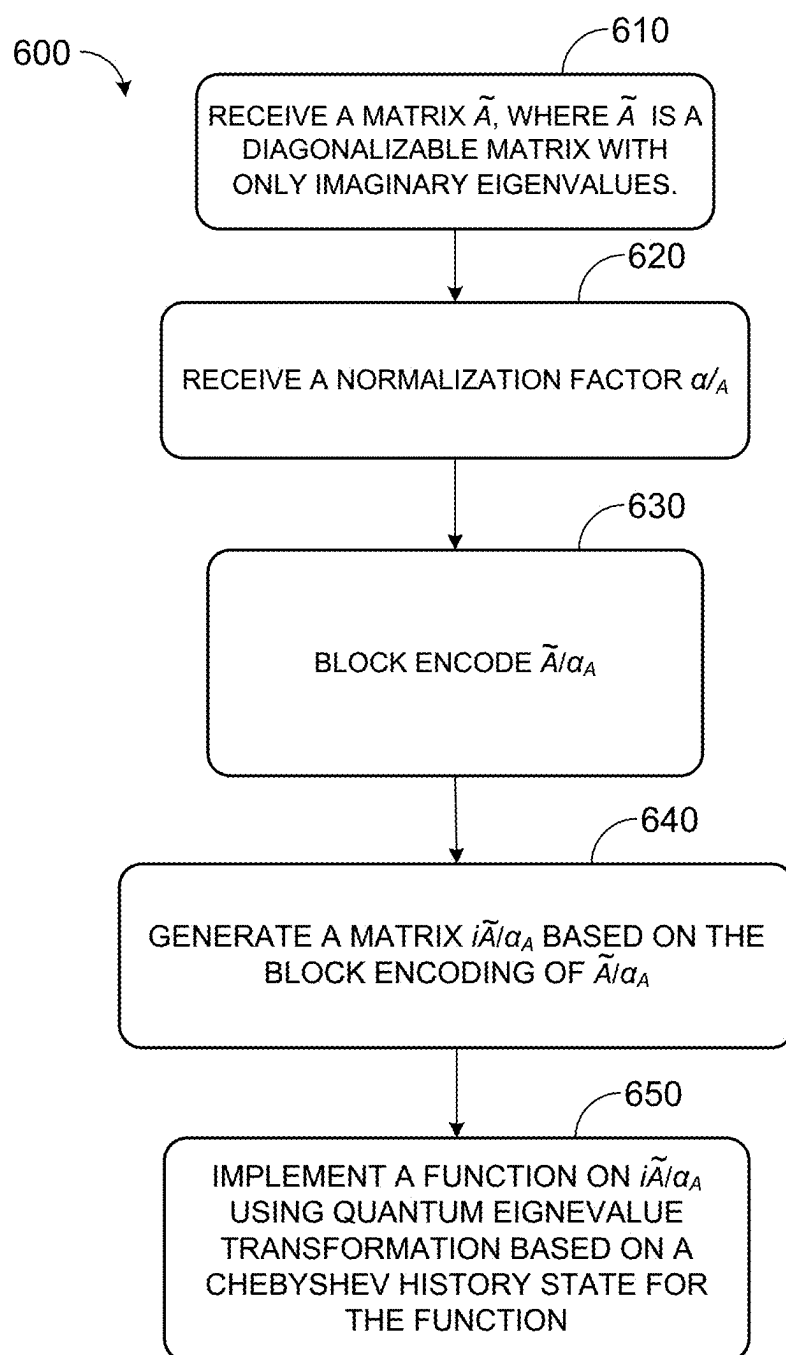 600
610
RECEIVE A MATRIX Ã, WHERE Ã IS A
DIAGONALIZABLE MATRIX WITH
ONLY IMAGINARY EIGENVALUES.
620
RECEIVE A NORMALIZATION FACTOR α/A
630
BLOCK ENCODE Ã/αA
640
GENERATE A MATRIX iÃ/αA BASED ON THE
BLOCK ENCODING OF Ã/αA
650
IMPLEMENT A FUNCTION ON iÃ/αA
USING QUANTUM EIGNEVALUE
TRANSFORMATION BASED ON A
CHEBYSHEV HISTORY STATE FOR
THE FUNCTION